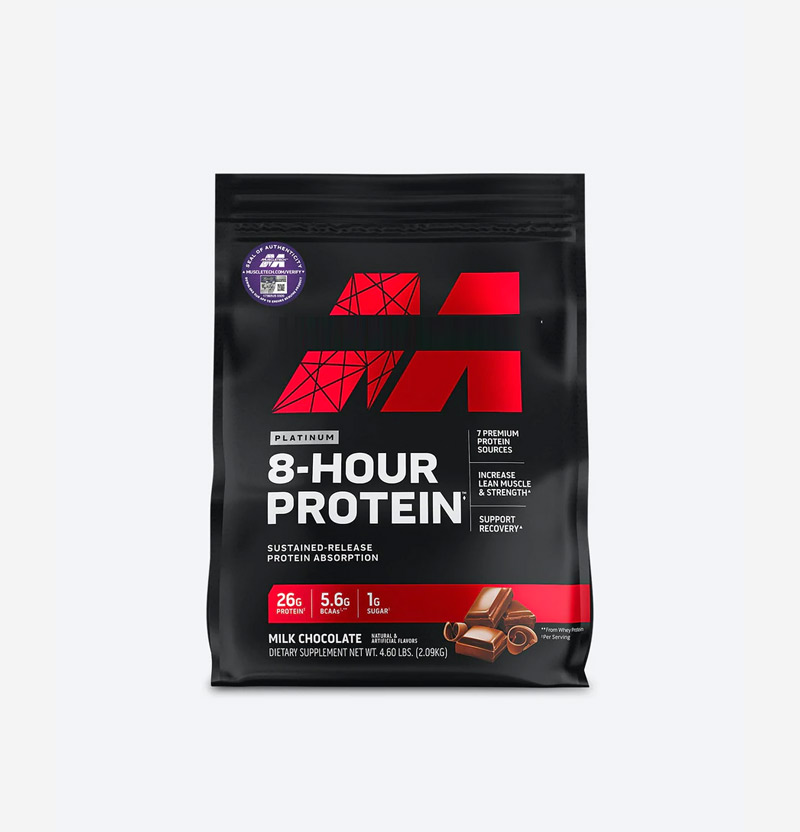 SEAL OF AUTHENTICITY
MUSCLETECH.COM/VERIFY
PLATINUM
8-HOUR
PROTEIN™
SUSTAINED-RELEASE
PROTEIN ABSORPTION
7 PREMIUM
PROTEIN
SOURCES
INCREASE
LEAN MUSCLE
& STRENGTH▲
SUPPORT
RECOVERY▲
26G
PROTEIN
5.6G
BCAAs
1G
SUGAR
MILK CHOCOLATE
NATURAL &
ARTIFICIAL FLAVORS
DIETARY SUPPLEMENT NET WT. 4.60 LBS. (2.09KG)
**From Whey Protein
Per Serving